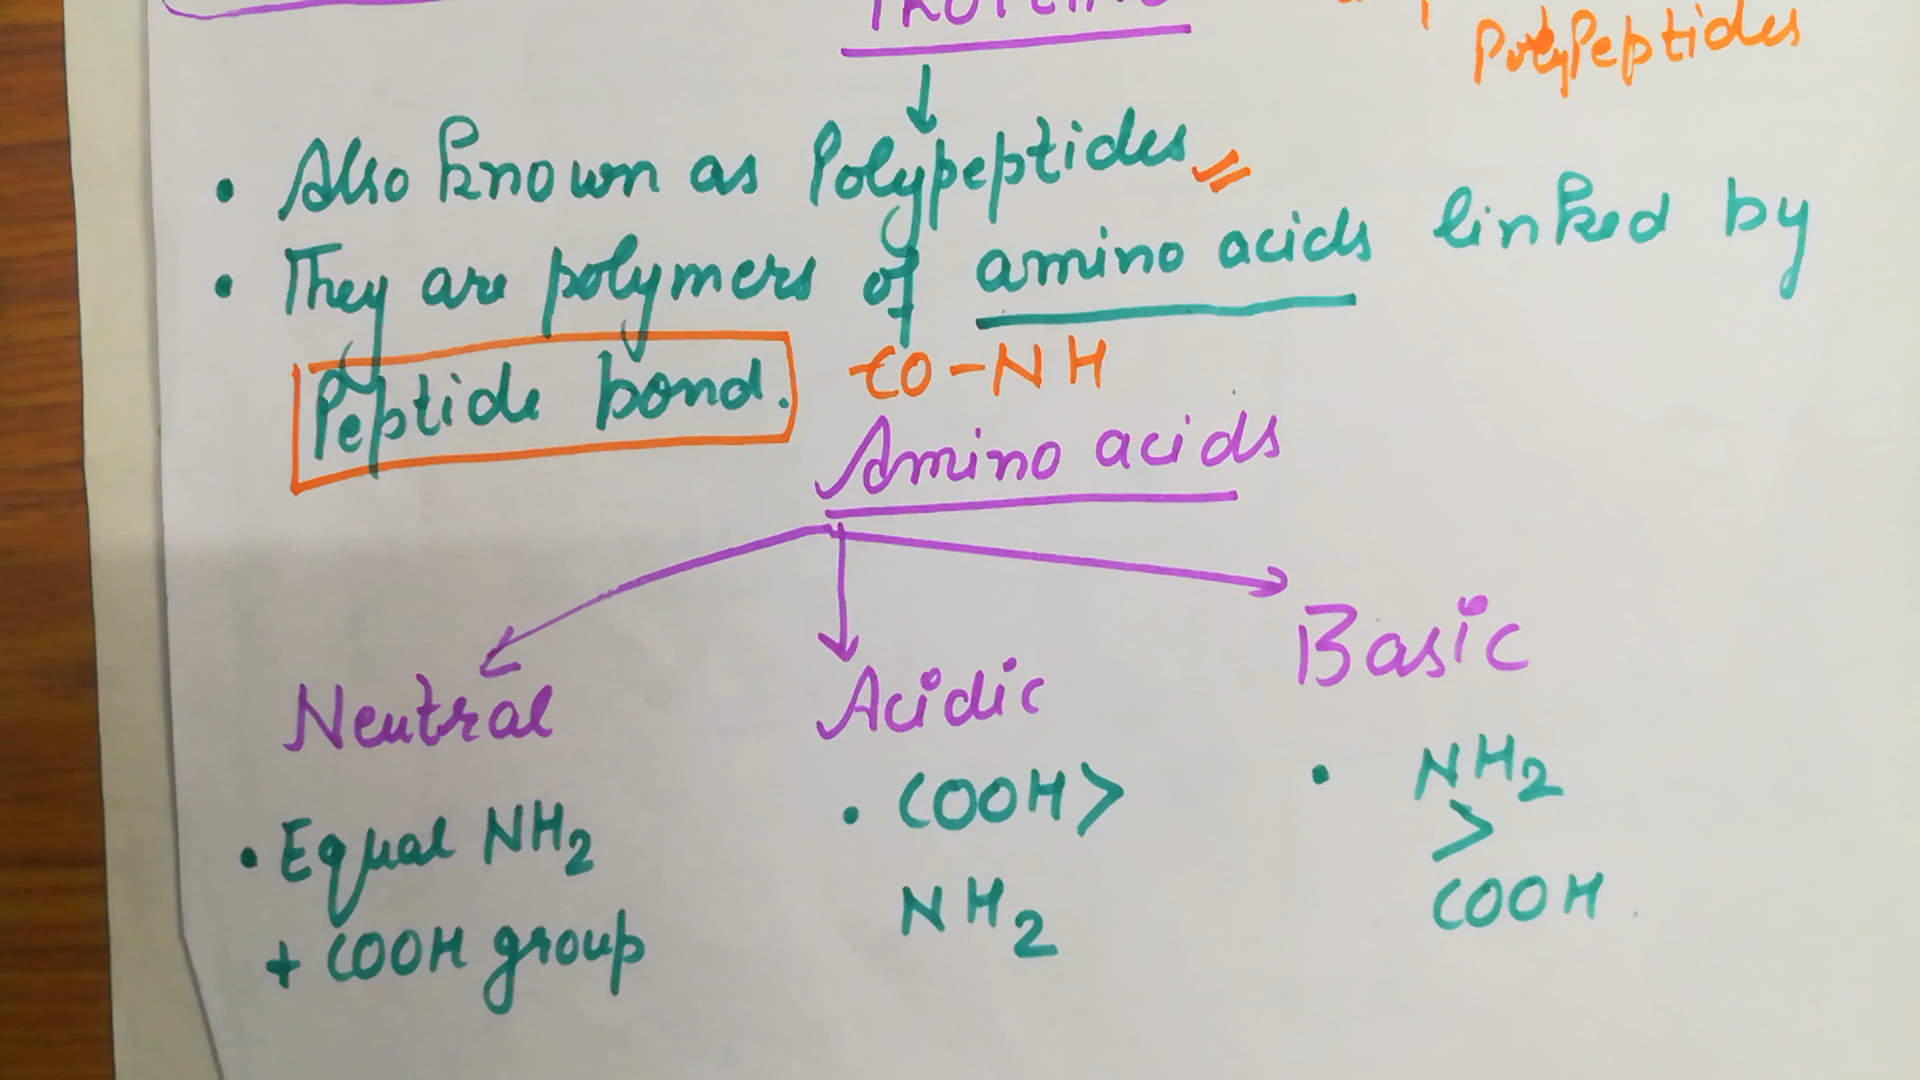 PROTEINS
PolyPeptides
• Also known as Polypeptides
• They are polymers of amino acids linked by
Peptide bond. -CO-NH
Amino acids
Neutral Acidic Basic
• Equal NH2
+ COOH group
• COOH >
NH2
• NH2
>
COOH